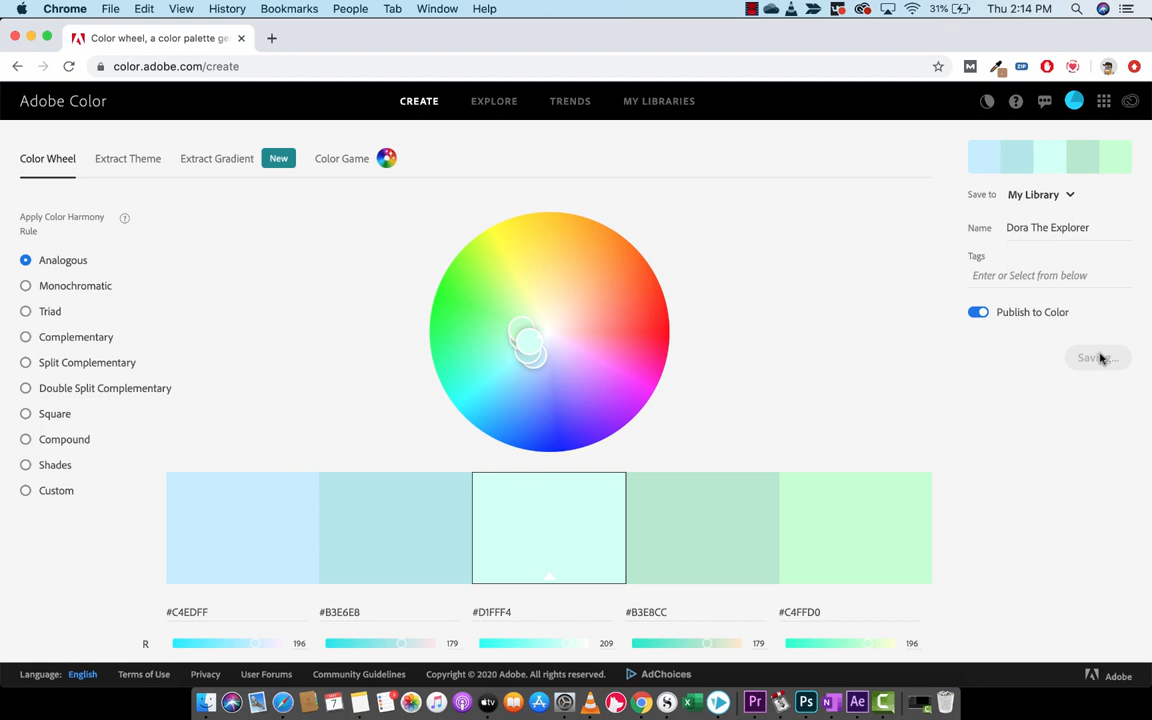 Chrome File Edit View History Bookmarks People Tab Window Help 31% Thu 2:14 PM
Color wheel, a color palette ge
color.adobe.com/create
Adobe Color CREATE EXPLORE TRENDS MY LIBRARIES
Color Wheel Extract Theme Extract Gradient New Color Game
Save to My Library
Apply Color Harmony
Rule
Name Dora The Explorer
Tags
Enter or Select from below
Analogous
Monochromatic
Triad
Publish to Color
Complementary
Saving...
Split Complementary
Double Split Complementary
Square
Compound
Shades
Custom
#C4EDFF #B3E6E8 #D1FFF4 #B3E8CC #C4FFD0
R 196 179 209 179 196
Language: English Terms of Use Privacy User Forums Community Guidelines Copyright © 2020 Adobe. All rights reserved. AdChoices Adobe